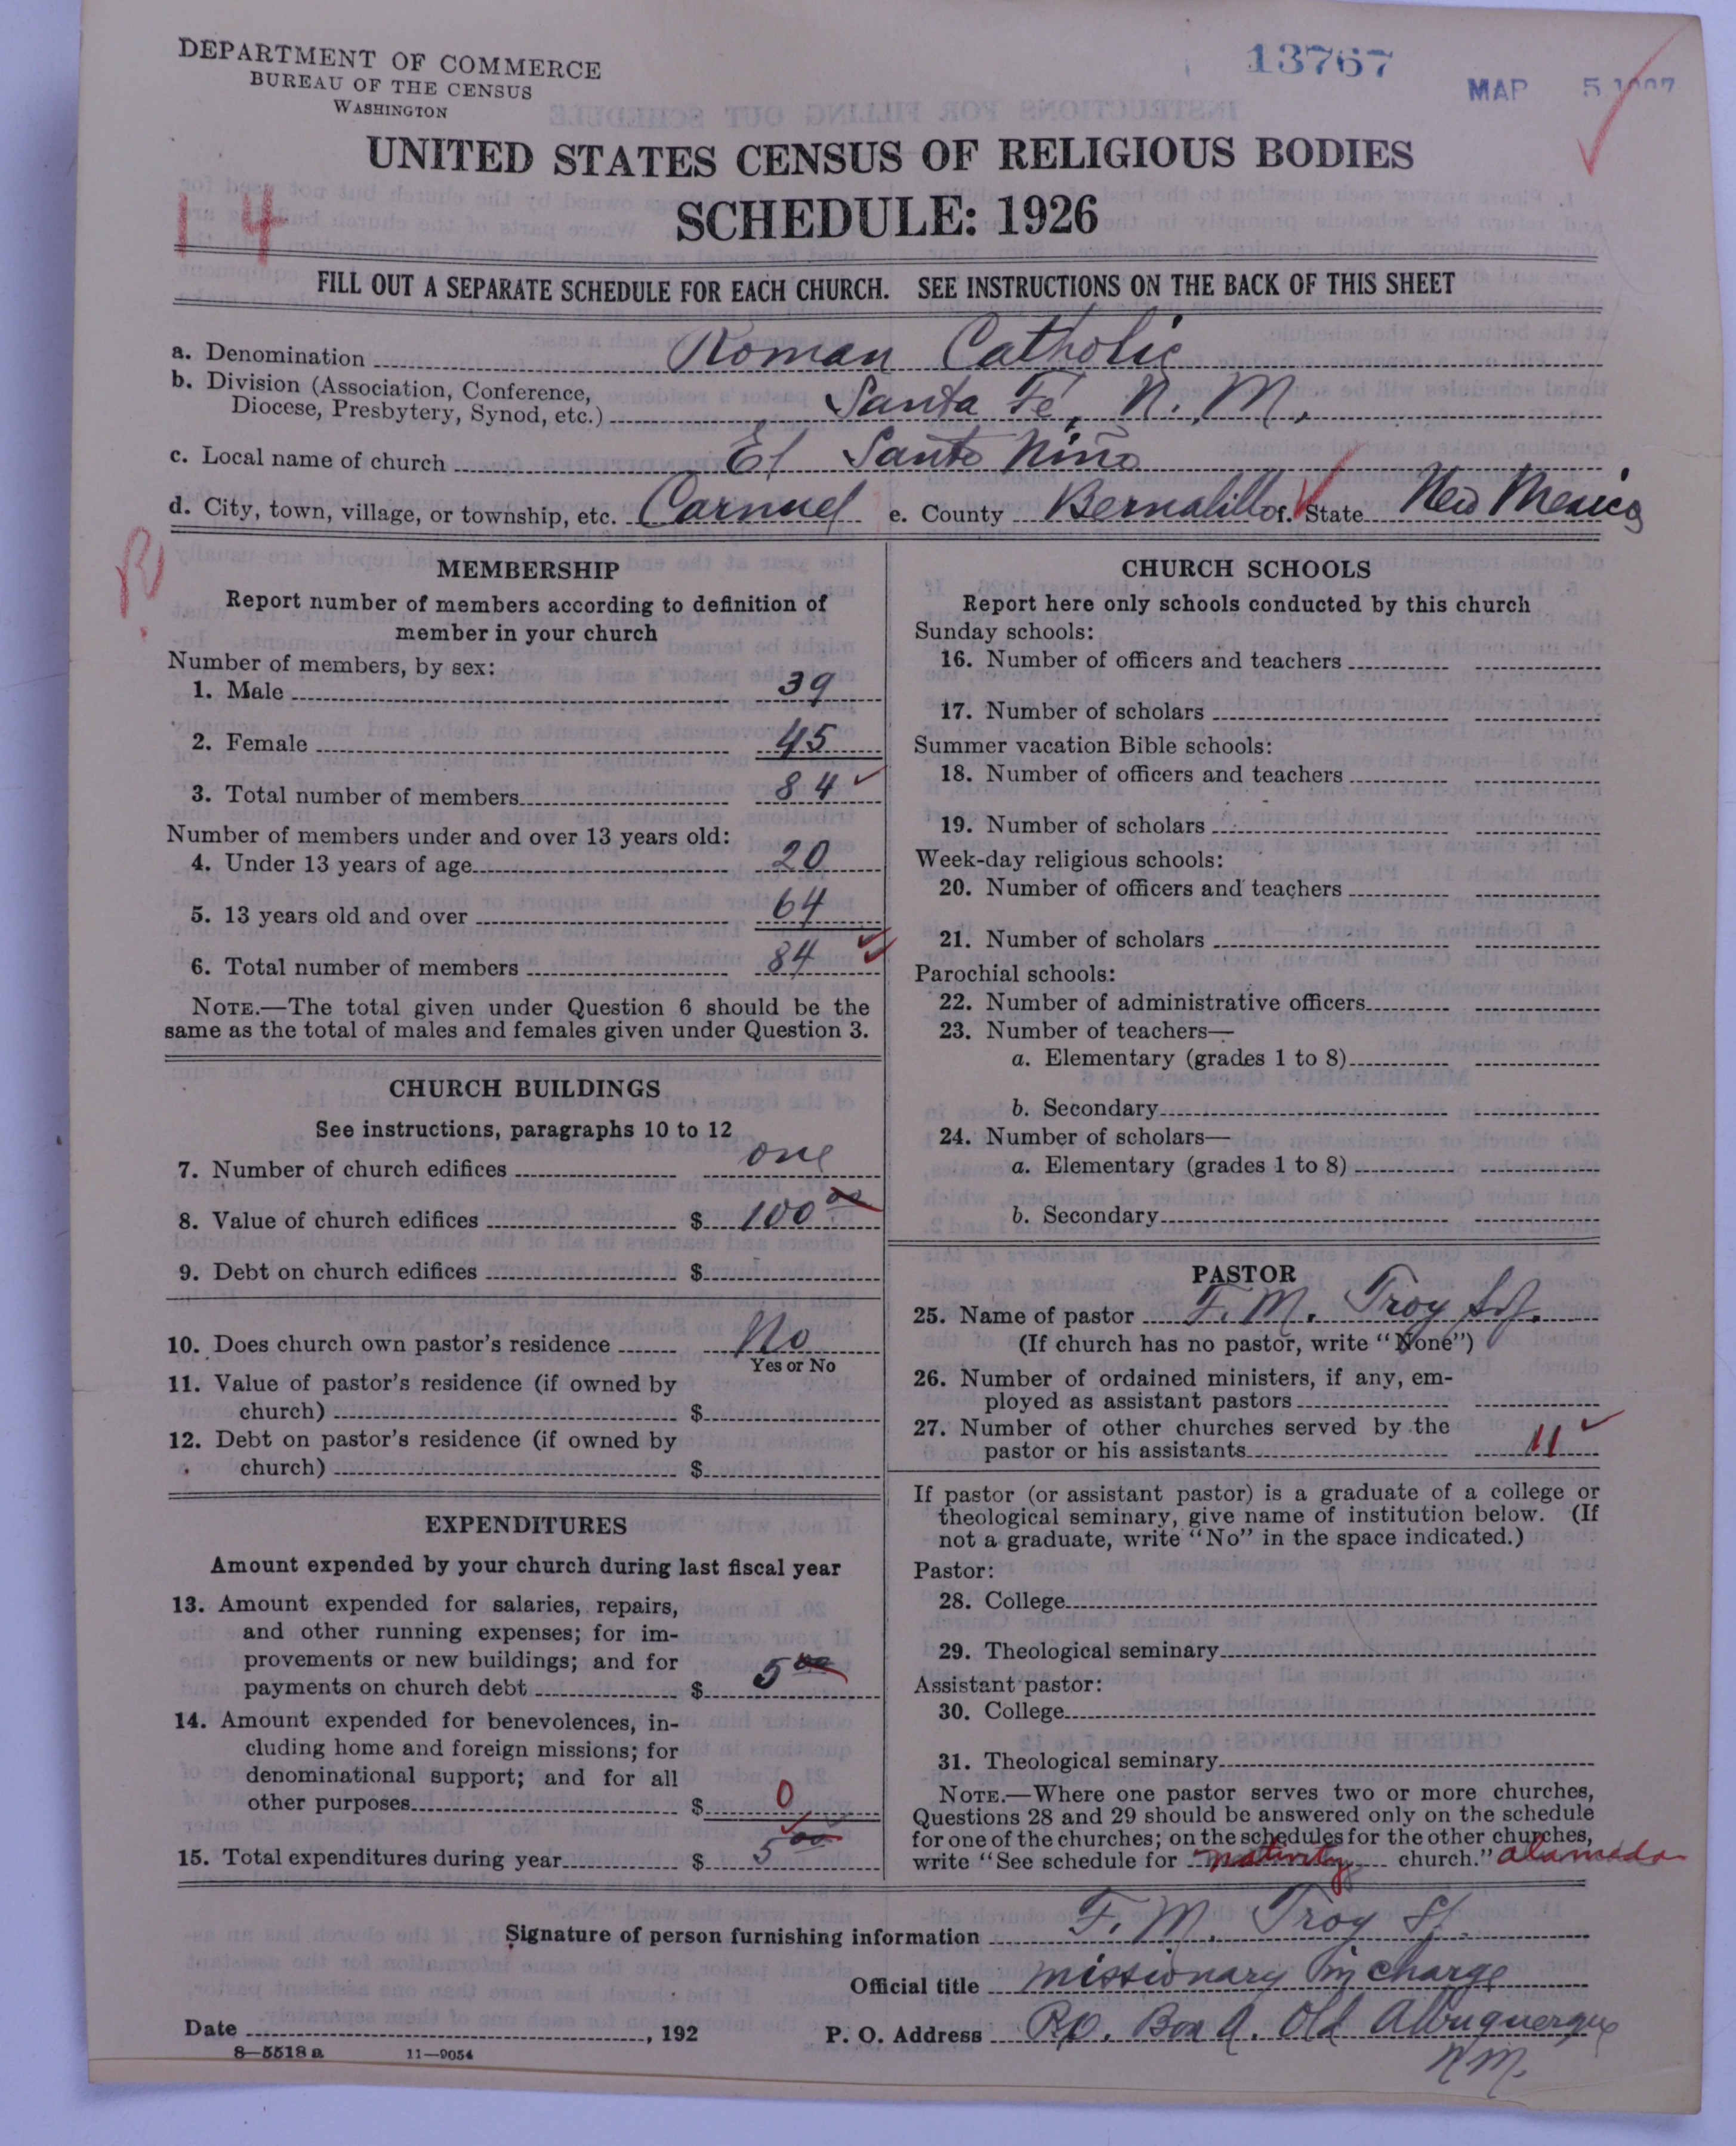 DEPARTMENT OF COMMERCE
BUREAU OF THE CENSUS
WASHINGTON
13767
MAR 5 1927
UNITED STATES CENSUS OF RELIGIOUS BODIES
14
SCHEDULE: 1926
FILL OUT A SEPARATE SCHEDULE FOR EACH CHURCH. SEE INSTRUCTIONS ON THE BACK OF THIS SHEET
a. Denomination Roman Catholic
b. Division (Association, Conference,
Diocese, Presbytery, Synod, etc.) Santa Fé, N. M.
c. Local name of church El Santo Niño
d. City, town, village, or township, etc. Carnuel e. County Bernalillo f. State New Mexico
R
MEMBERSHIP
Report number of members according to definition of
member in your church
Number of members, by sex:
1. Male 39
2. Female 45
3. Total number of members 84
Number of members under and over 13 years old:
4. Under 13 years of age 20
5. 13 years old and over 64
6. Total number of members 84
NOTE.—The total given under Question 6 should be the
same as the total of males and females given under Question 3.
CHURCH BUILDINGS
See instructions, paragraphs 10 to 12
7. Number of church edifices one
8. Value of church edifices $ 100 00
9. Debt on church edifices $
10. Does church own pastor's residence No
Yes or No
11. Value of pastor's residence (if owned by
church) $
12. Debt on pastor's residence (if owned by
church) $
EXPENDITURES
Amount expended by your church during last fiscal year
13. Amount expended for salaries, repairs,
and other running expenses; for im-
provements or new buildings; and for
payments on church debt $ 5 00
14. Amount expended for benevolences, in-
cluding home and foreign missions; for
denominational support; and for all
other purposes $ 0
15. Total expenditures during year $ 5 00
CHURCH SCHOOLS
Report here only schools conducted by this church
Sunday schools:
16. Number of officers and teachers
17. Number of scholars
Summer vacation Bible schools:
18. Number of officers and teachers
19. Number of scholars
Week-day religious schools:
20. Number of officers and teachers
21. Number of scholars
Parochial schools:
22. Number of administrative officers
23. Number of teachers—
a. Elementary (grades 1 to 8)
b. Secondary
24. Number of scholars—
a. Elementary (grades 1 to 8)
b. Secondary
PASTOR
25. Name of pastor F. M. Troy S.J.
(If church has no pastor, write "None")
26. Number of ordained ministers, if any, em-
ployed as assistant pastors
27. Number of other churches served by the
pastor or his assistants 11
If pastor (or assistant pastor) is a graduate of a college or
theological seminary, give name of institution below. (If
not a graduate, write "No" in the space indicated.)
Pastor:
28. College
29. Theological seminary
Assistant pastor:
30. College
31. Theological seminary
NOTE.—Where one pastor serves two or more churches,
Questions 28 and 29 should be answered only on the schedule
for one of the churches; on the schedules for the other churches,
write "See schedule for nativity church." alameda
Signature of person furnishing information F. M. Troy SJ.
Official title missionary in charge
Date , 192 P. O. Address P.O. Box A. Old Albuquerque
N.M.
8—5518 a 11—9054